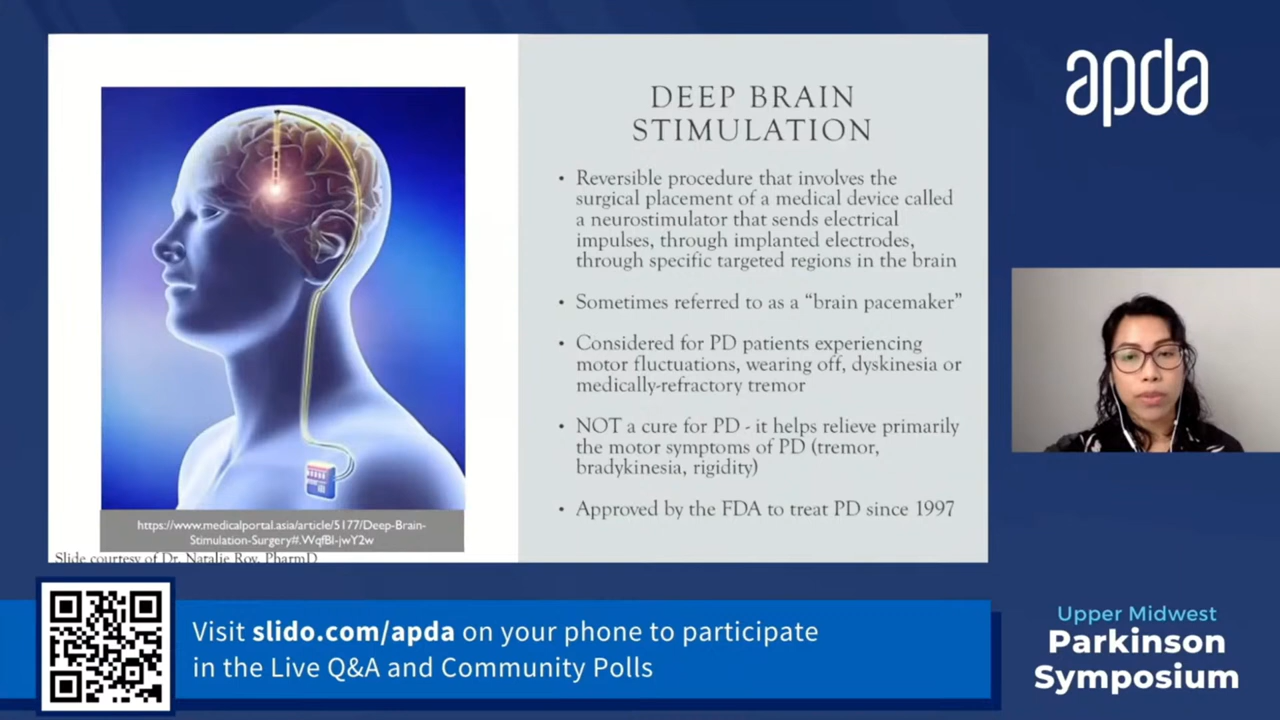 apda
DEEP BRAIN
STIMULATION
• Reversible procedure that involves the
surgical placement of a medical device called
a neurostimulator that sends electrical
impulses, through implanted electrodes,
through specific targeted regions in the brain
• Sometimes referred to as a “brain pacemaker”
• Considered for PD patients experiencing
motor fluctuations, wearing off, dyskinesia or
medically-refractory tremor
• NOT a cure for PD - it helps relieve primarily
the motor symptoms of PD (tremor,
bradykinesia, rigidity)
• Approved by the FDA to treat PD since 1997
https://www.medicalportal.asia/article/5177/Deep-Brain-
Stimulation-Surgery#.WqfBI-jwY2w
Slide courtesy of Dr. Natalie Roy, PharmD
Visit slido.com/apda on your phone to participate
in the Live Q&A and Community Polls
Upper Midwest
Parkinson
Symposium